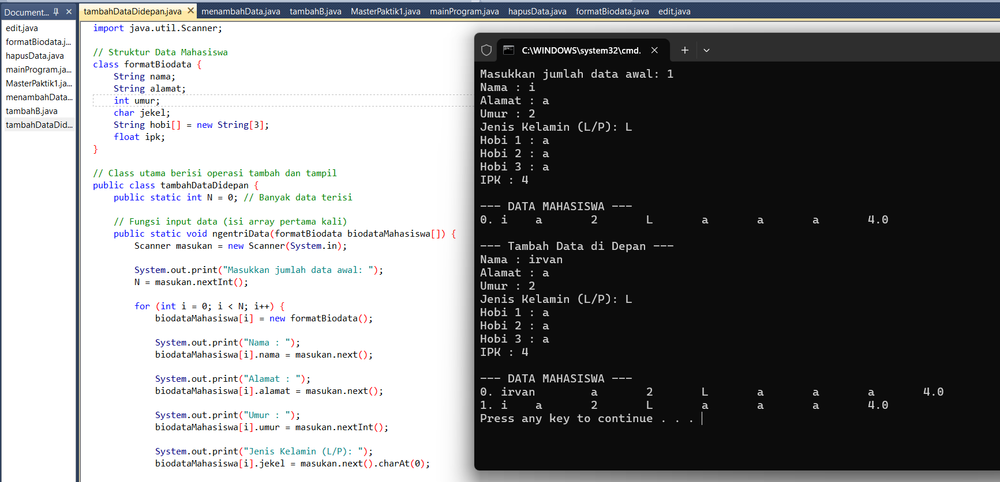 Document...
edit.java
formatBiodata.j...
hapusData.java
mainProgram.ja...
MasterPaktik1.ja...
menambahData...
tambahB.java
tambahDataDid...
tambahDataDidepan.java menambahData.java tambahB.java MasterPaktik1.java mainProgram.java hapusData.java formatBiodata.java edit.java
import java.util.Scanner;
// Struktur Data Mahasiswa
class formatBiodata {
String nama;
String alamat;
int umur;
char jekel;
String hobi[] = new String[3];
float ipk;
}
// Class utama berisi operasi tambah dan tampil
public class tambahDataDidepan {
public static int N = 0; // Banyak data terisi
// Fungsi input data (isi array pertama kali)
public static void ngentriData(formatBiodata biodataMahasiswa[]) {
Scanner masukan = new Scanner(System.in);
System.out.print("Masukkan jumlah data awal: ");
N = masukan.nextInt();
for (int i = 0; i < N; i++) {
biodataMahasiswa[i] = new formatBiodata();
System.out.print("Nama : ");
biodataMahasiswa[i].nama = masukan.next();
System.out.print("Alamat : ");
biodataMahasiswa[i].alamat = masukan.next();
System.out.print("Umur : ");
biodataMahasiswa[i].umur = masukan.nextInt();
System.out.print("Jenis Kelamin (L/P): ");
biodataMahasiswa[i].jekel = masukan.next().charAt(0);
C:\WINDOWS\system32\cmd.
Masukkan jumlah data awal: 1
Nama : i
Alamat : a
Umur : 2
Jenis Kelamin (L/P): L
Hobi 1 : a
Hobi 2 : a
Hobi 3 : a
IPK : 4
--- DATA MAHASISWA ---
0. i a 2 L a a a 4.0
--- Tambah Data di Depan ---
Nama : irvan
Alamat : a
Umur : 2
Jenis Kelamin (L/P): L
Hobi 1 : a
Hobi 2 : a
Hobi 3 : a
IPK : 4
--- DATA MAHASISWA ---
0. irvan a 2 L a a a 4.0
1. i a 2 L a a a 4.0
Press any key to continue . . .